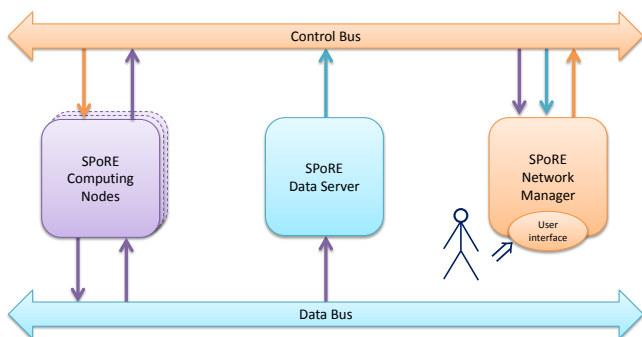 Control Bus
SPoRE
Computing
Nodes
SPoRE
Data Server
SPoRE
Network
Manager
User
interface
Data Bus